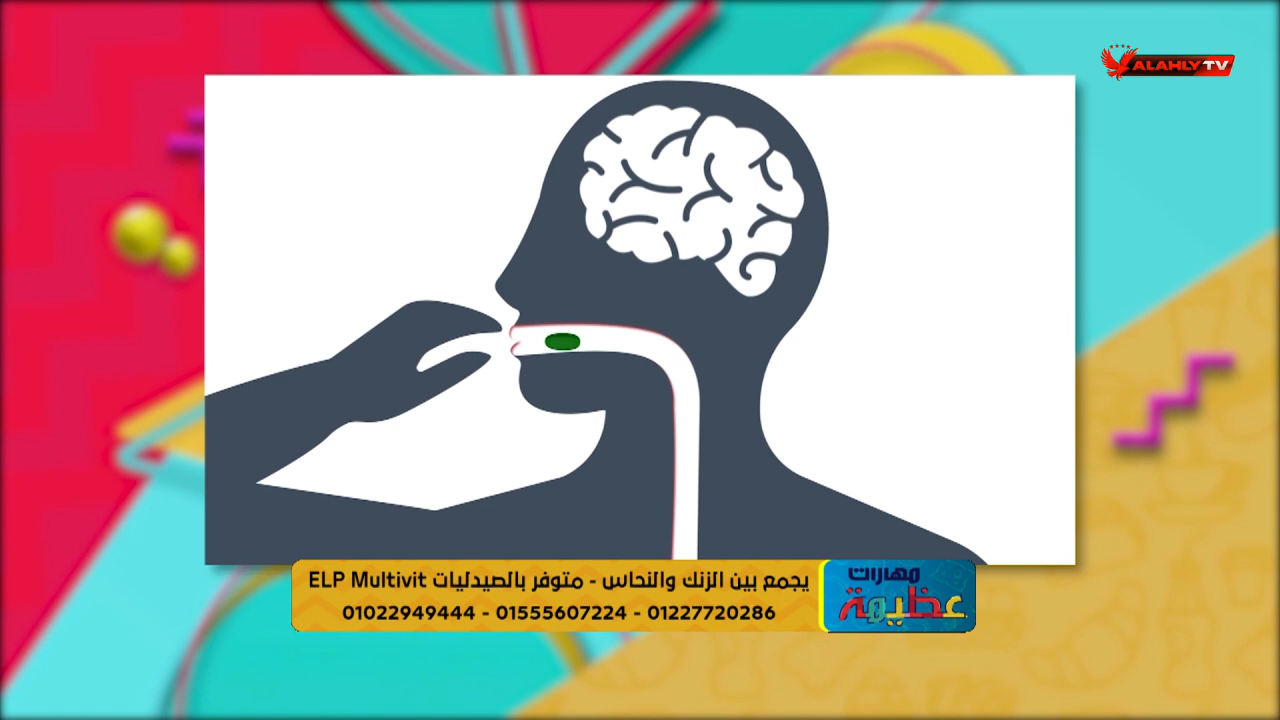 ALAHLY TV
يجمع بين الزنك والنحاس - متوفر بالصيدليات ELP Multivit
01022949444 - 01555607224 - 01227720286
مهارات
عظيمة